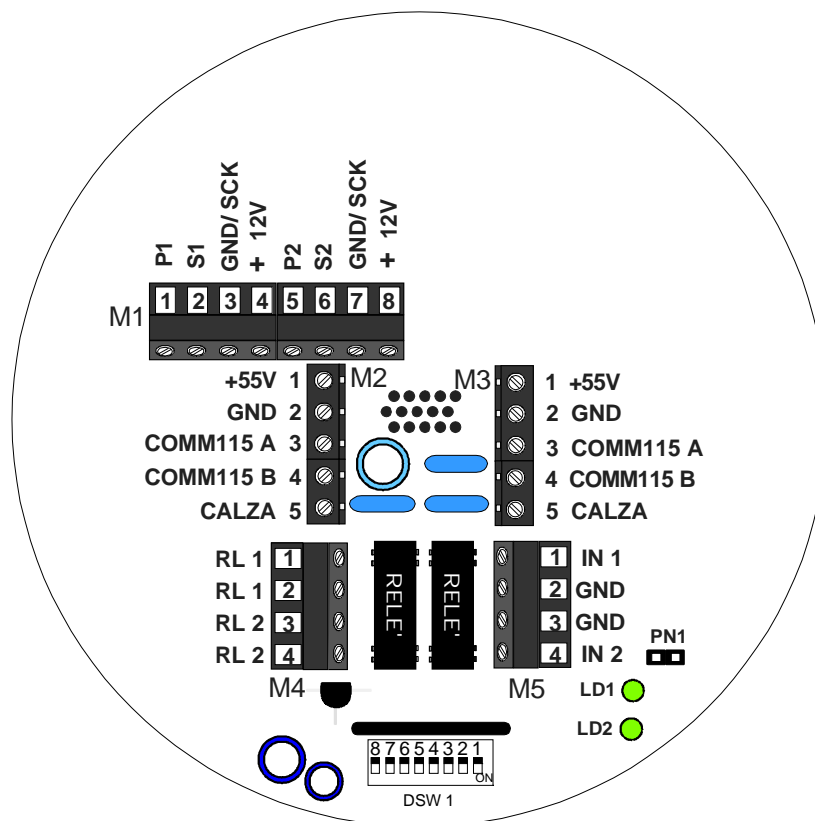 P1 S1 GND/ SCK + 12V P2 S2 GND/ SCK + 12V
M1 1 2 3 4 5 6 7 8
+55V 1 M2 M3 1 +55V
GND 2 2 GND
COMM115 A 3 3 COMM115 A
COMM115 B 4 4 COMM115 B
CALZA 5 5 CALZA
RL 1 1 1 IN 1
RL 1 2 2 GND
RL 2 3 3 GND
RL 2 4 4 IN 2
RELE'
RELE'
PN1
M4 M5 LD1
LD2
8 7 6 5 4 3 2 1
ON
DSW 1